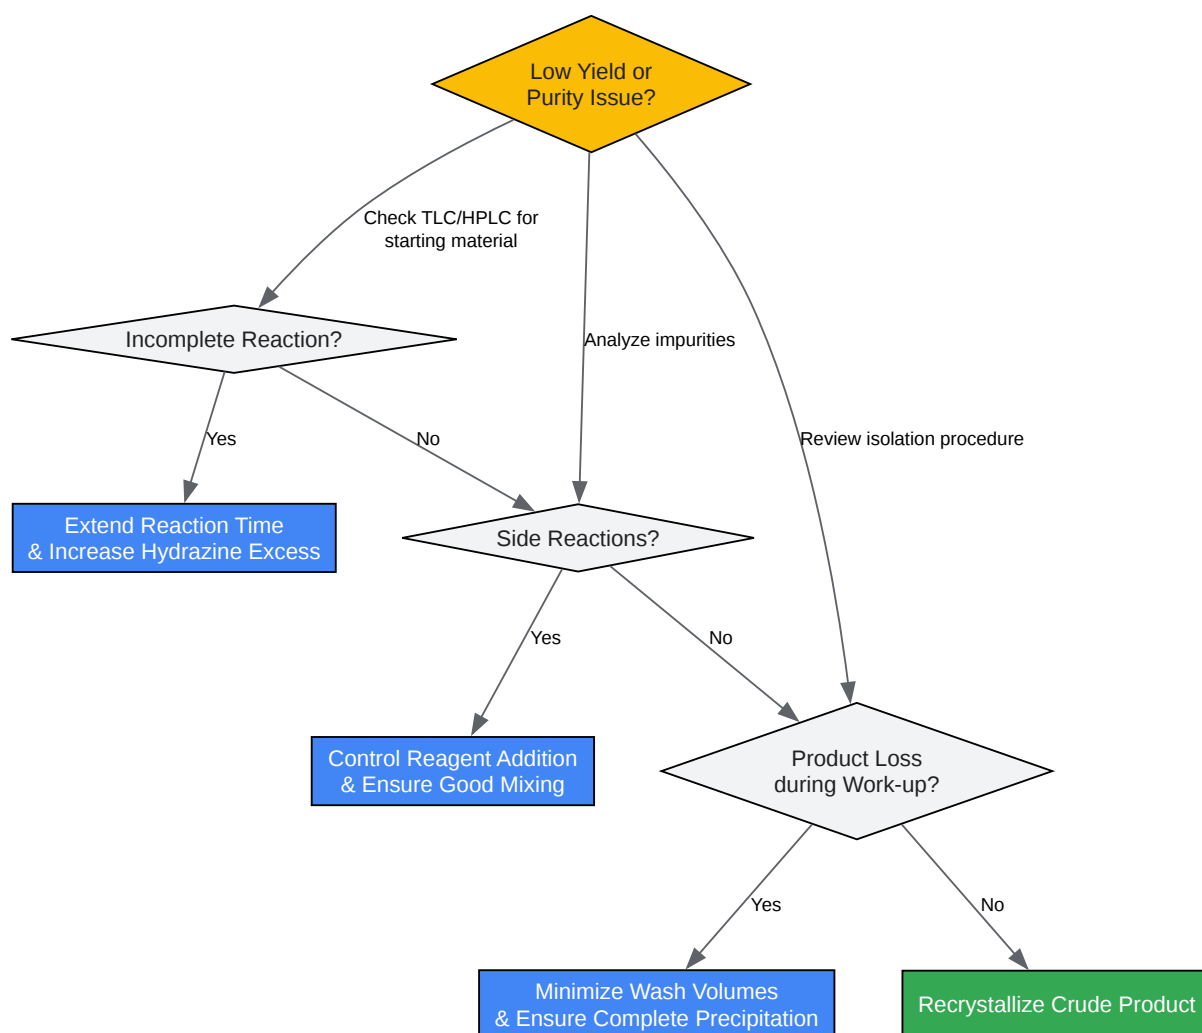 Low Yield or
Purity Issue?
Check TLC/HPLC for
starting material
Incomplete Reaction?
Analyze impurities
Yes
No
Review isolation procedure
Extend Reaction Time
& Increase Hydrazine Excess
Side Reactions?
Yes
No
Control Reagent Addition
& Ensure Good Mixing
Product Loss
during Work-up?
Yes
No
Minimize Wash Volumes
& Ensure Complete Precipitation
Recrystallize Crude Product